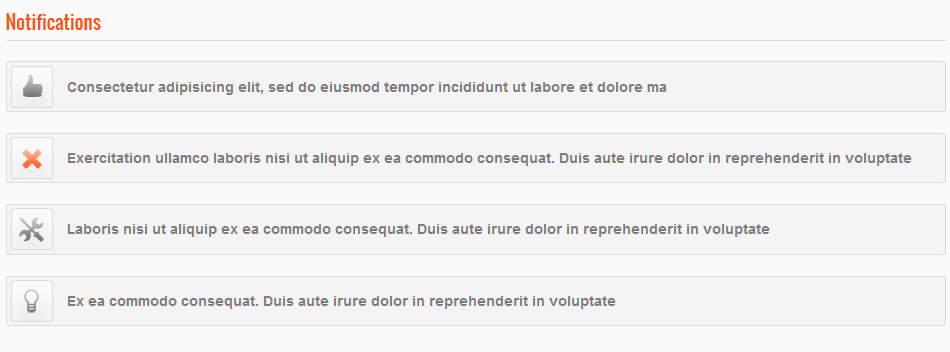 Notifications
Consectetur adipisicing elit, sed do eiusmod tempor incididunt ut labore et dolore ma
Exercitation ullamco laboris nisi ut aliquip ex ea commodo consequat. Duis aute irure dolor in reprehenderit in voluptate
Laboris nisi ut aliquip ex ea commodo consequat. Duis aute irure dolor in reprehenderit in voluptate
Ex ea commodo consequat. Duis aute irure dolor in reprehenderit in voluptate